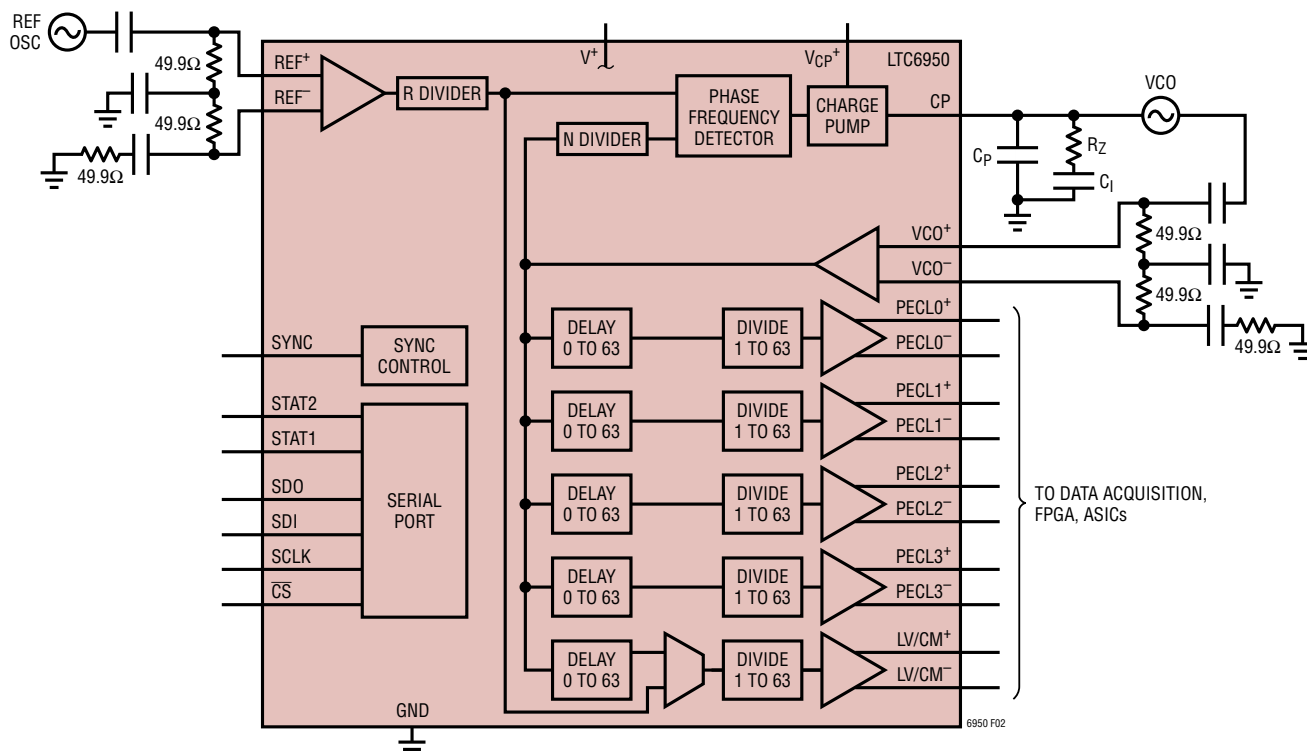 REF
OSC
49.9Ω
49.9Ω
49.9Ω
REF⁺
REF⁻
R DIVIDER
V⁺
V_CP⁺
LTC6950
PHASE
FREQUENCY
DETECTOR
CHARGE
PUMP
CP
N DIVIDER
VCO
C_P
R_Z
C_I
VCO⁺
VCO⁻
49.9Ω
49.9Ω
49.9Ω
SYNC
SYNC
CONTROL
STAT2
STAT1
SDO
SDI
SCLK
C̅S̅
SERIAL
PORT
DELAY
0 TO 63
DIVIDE
1 TO 63
PECL0⁺
PECL0⁻
DELAY
0 TO 63
DIVIDE
1 TO 63
PECL1⁺
PECL1⁻
DELAY
0 TO 63
DIVIDE
1 TO 63
PECL2⁺
PECL2⁻
DELAY
0 TO 63
DIVIDE
1 TO 63
PECL3⁺
PECL3⁻
DELAY
0 TO 63
DIVIDE
1 TO 63
LV/CM⁺
LV/CM⁻
TO DATA ACQUISITION,
FPGA, ASICs
GND
6950 F02